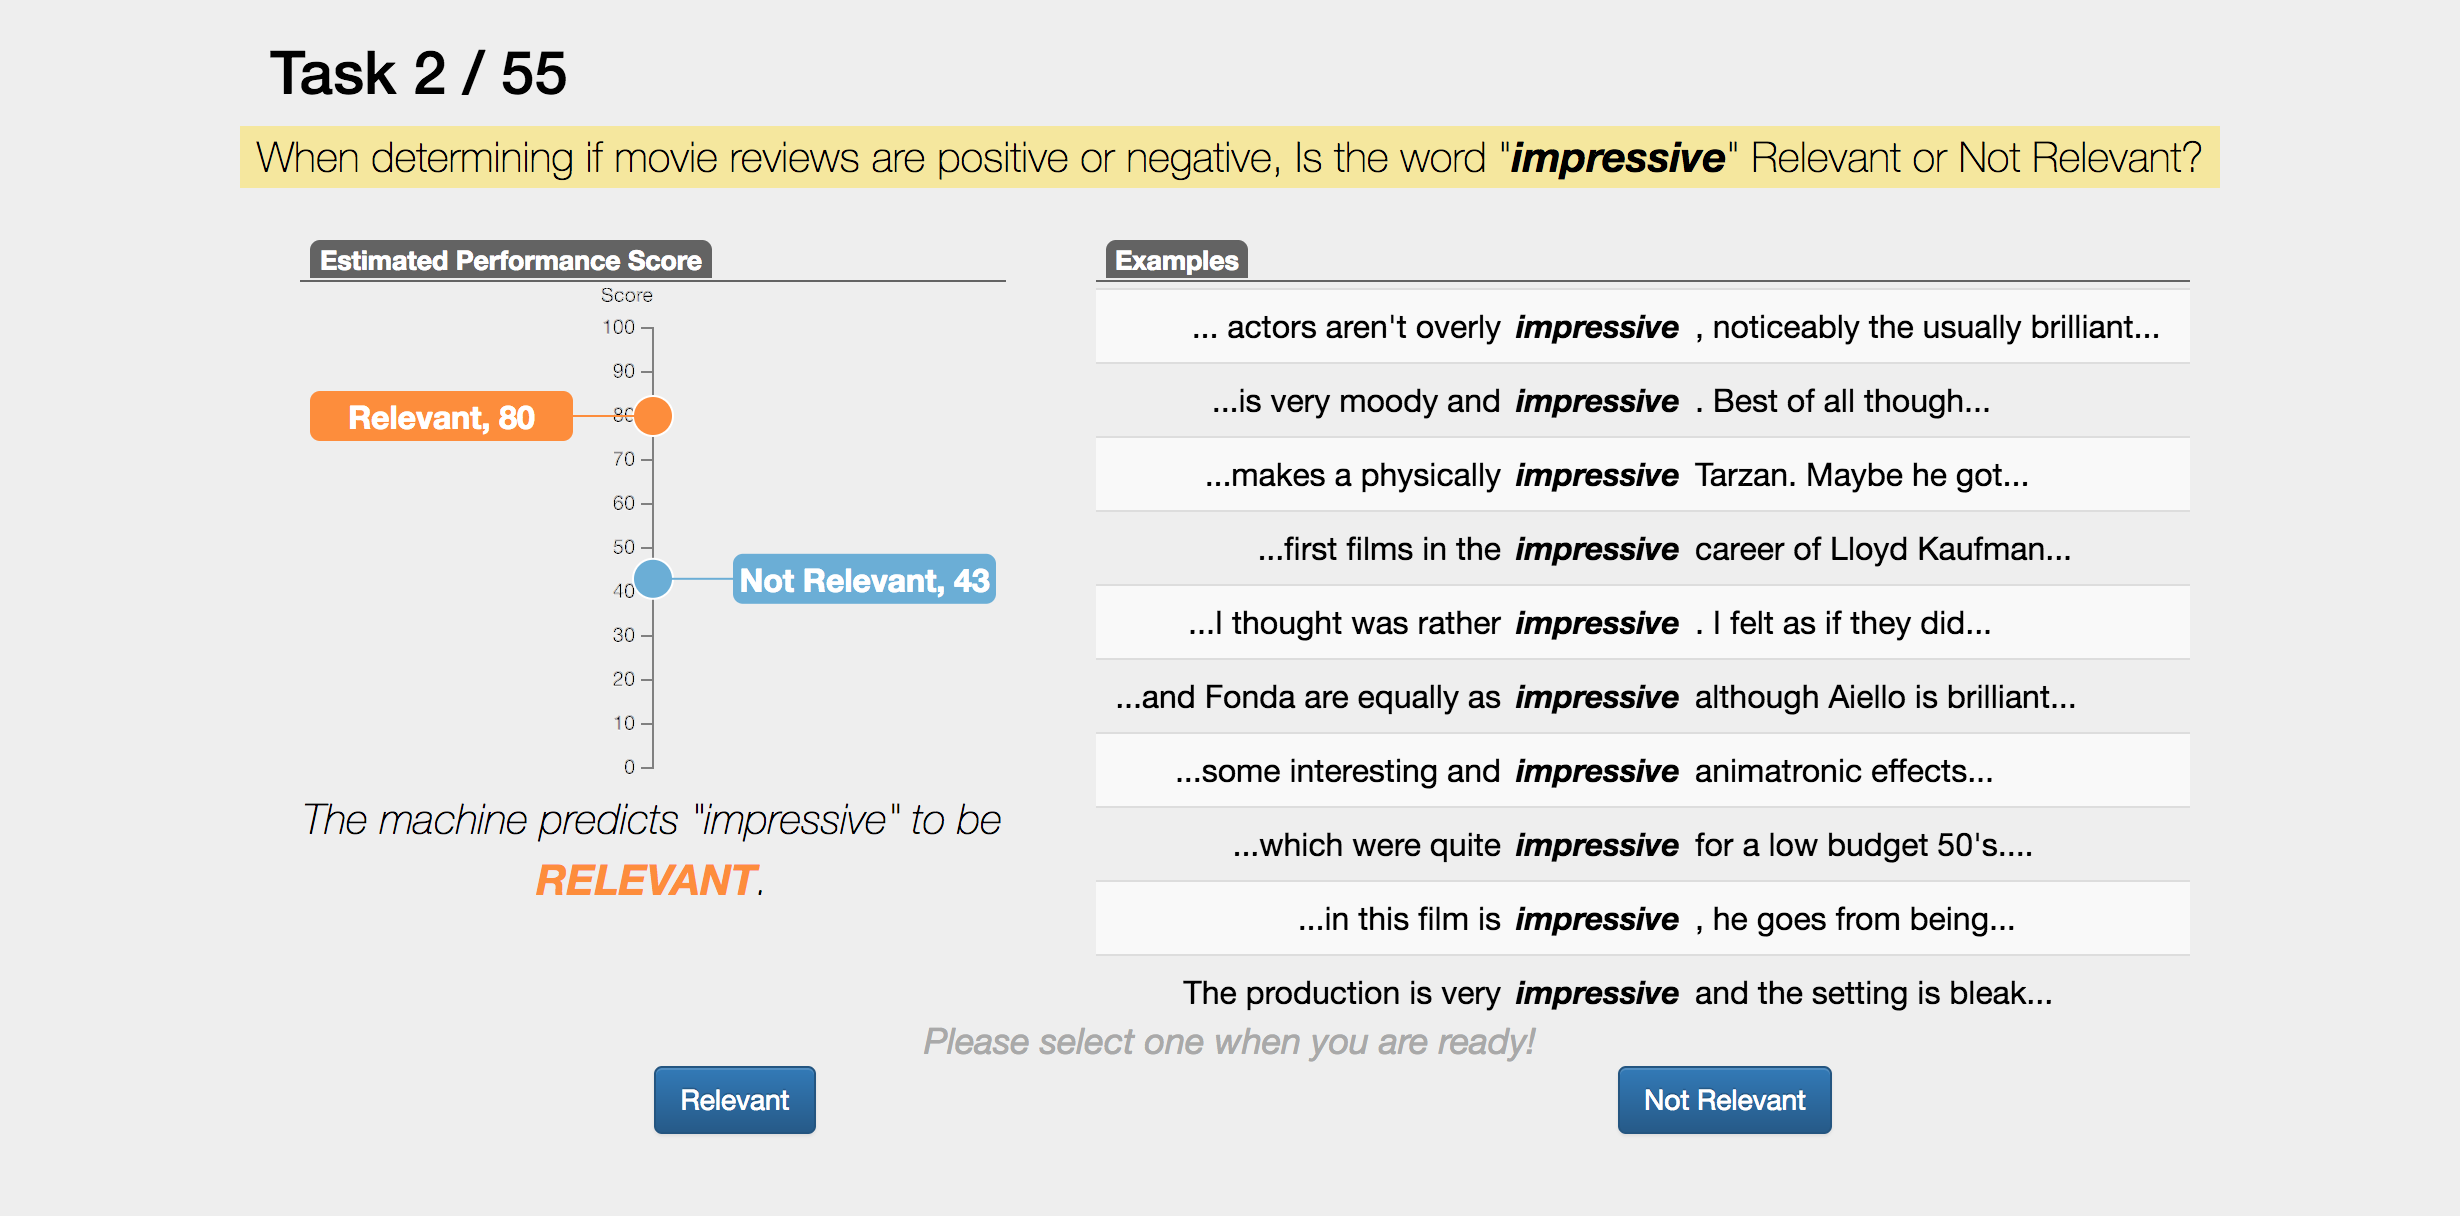 Task 2 / 55
When determining if movie reviews are positive or negative, Is the word "impressive" Relevant or Not Relevant?
Estimated Performance Score
Score
100
90
Relevant, 80
80
70
60
50
Not Relevant, 43
40
30
20
10
0
The machine predicts "impressive" to be
RELEVANT.
Examples
... actors aren't overly impressive , noticeably the usually brilliant...
...is very moody and impressive . Best of all though...
...makes a physically impressive Tarzan. Maybe he got...
...first films in the impressive career of Lloyd Kaufman...
...I thought was rather impressive . I felt as if they did...
...and Fonda are equally as impressive although Aiello is brilliant...
...some interesting and impressive animatronic effects...
...which were quite impressive for a low budget 50's....
...in this film is impressive , he goes from being...
The production is very impressive and the setting is bleak...
Please select one when you are ready!
Relevant
Not Relevant